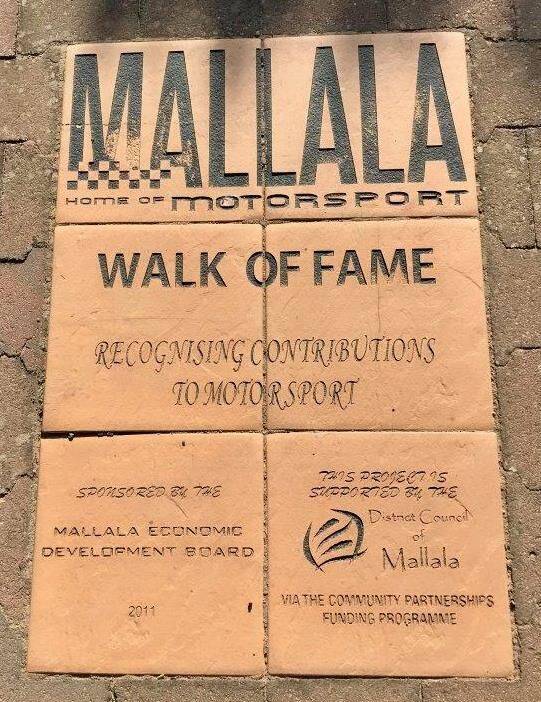 MALLALA
HOME OF MOTORSPORT
WALK OF FAME
RECOGNISING CONTRIBUTIONS
TO MOTORSPORT
SPONSORED BY THE
MALLALA ECONOMIC
DEVELOPMENT BOARD
2011
THIS PROJECT IS
SUPPORTED BY THE
District Council
of
Mallala
VIA THE COMMUNITY PARTNERSHIPS
FUNDING PROGRAMME